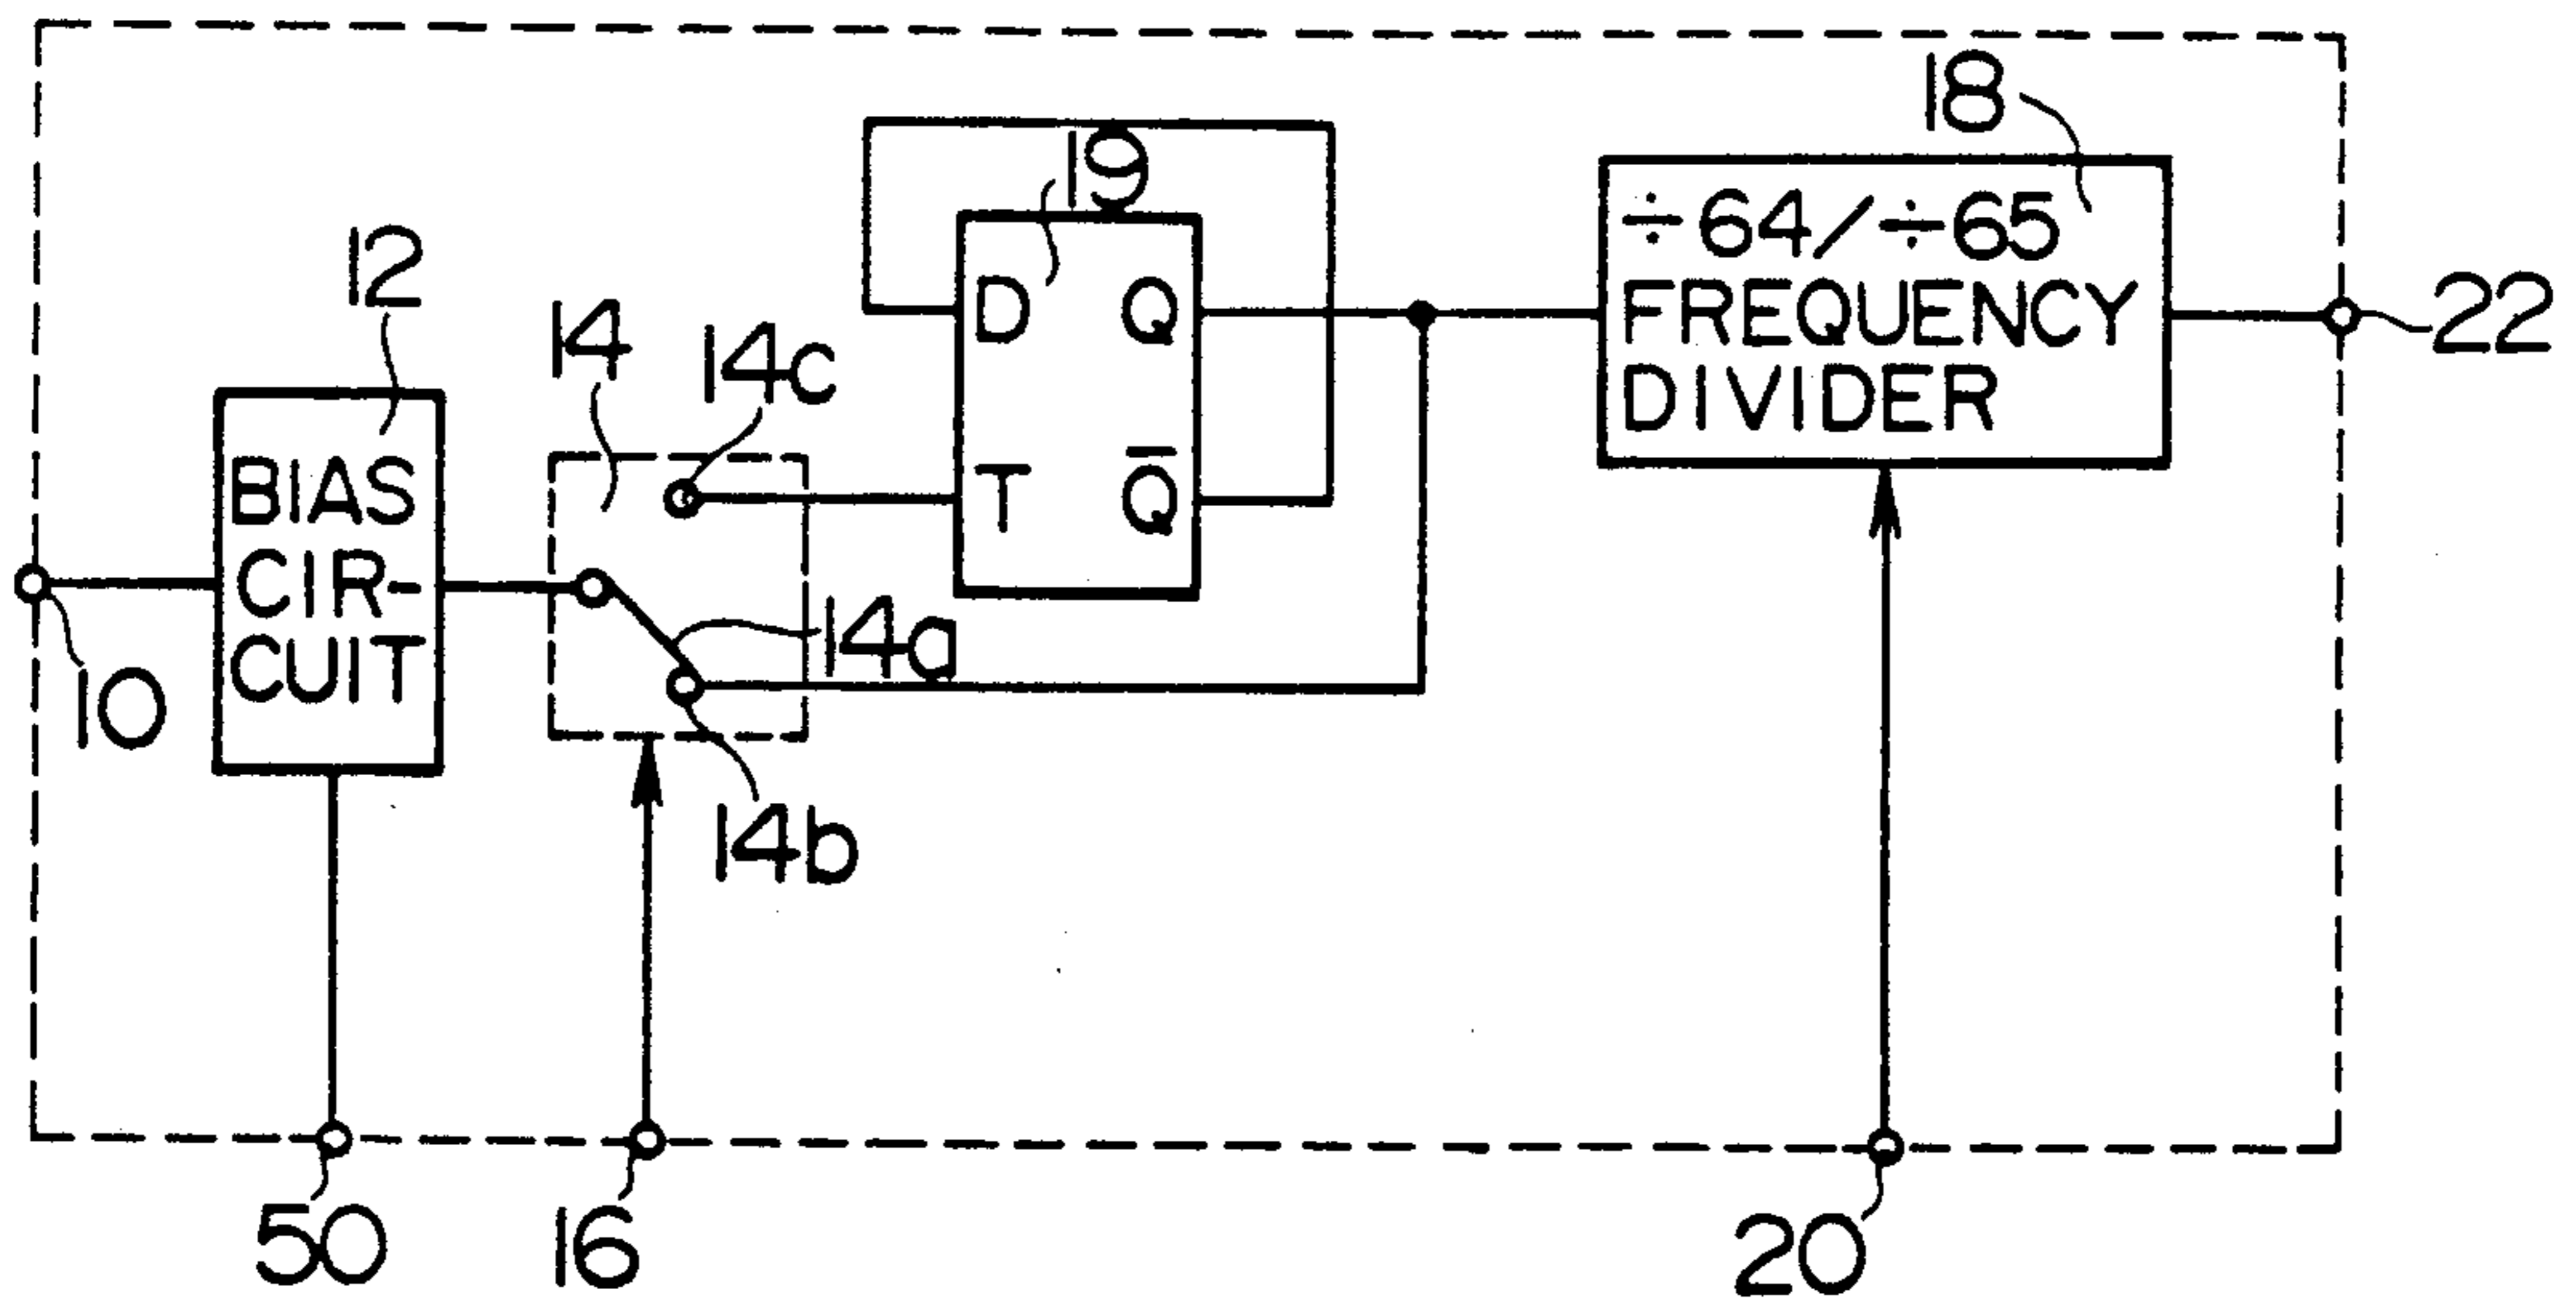 18
19
÷64/÷65
FREQUENCY
DIVIDER
12
14
14c
D Q
T Q̅
22
BIAS
CIR-
CUIT
10
14a
14b
50
16
20